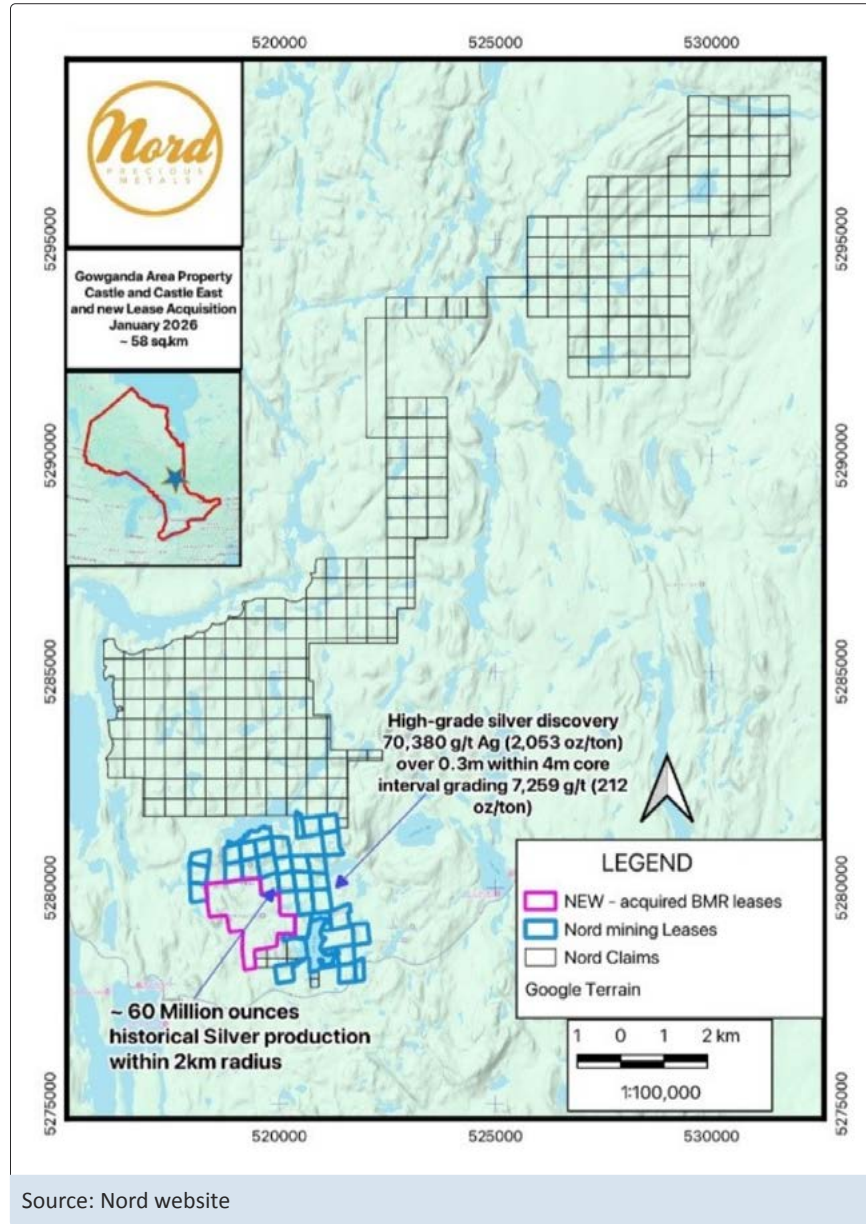 520000
525000
530000
Nord
PRECIOUS
METALS
Gowganda Area Property
Castle and Castle East
and new Lease Acquisition
January 2026
~ 58 sq.km
5295000
5295000
5290000
5290000
5285000
5285000
5280000
5280000
5275000
5275000
High-grade silver discovery
70,380 g/t Ag (2,053 oz/ton)
over 0.3m within 4m core
interval grading 7,259 g/t (212
oz/ton)
~ 60 Million ounces
historical Silver production
within 2km radius
LEGEND
NEW - acquired BMR leases
Nord mining Leases
Nord Claims
Google Terrain
1 0 1 2 km
1:100,000
520000
525000
530000
Source: Nord website